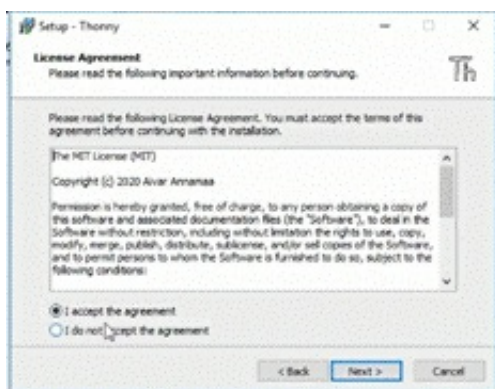 Setup - Thonny
License Agreement
Please read the following important information before continuing.
Th
Please read the following License Agreement. You must accept the terms of this
agreement before continuing with the installation.
The MIT License (MIT)
Copyright (c) 2020 Aivar Annamaa
Permission is hereby granted, free of charge, to any person obtaining a copy of
this software and associated documentation files (the "Software"), to deal in the
Software without restriction, including without limitation the rights to use, copy,
modify, merge, publish, distribute, sublicense, and/or sell copies of the Software,
and to permit persons to whom the Software is furnished to do so, subject to the
following conditions:
I accept the agreement
I do not accept the agreement
< Back
Next >
Cancel